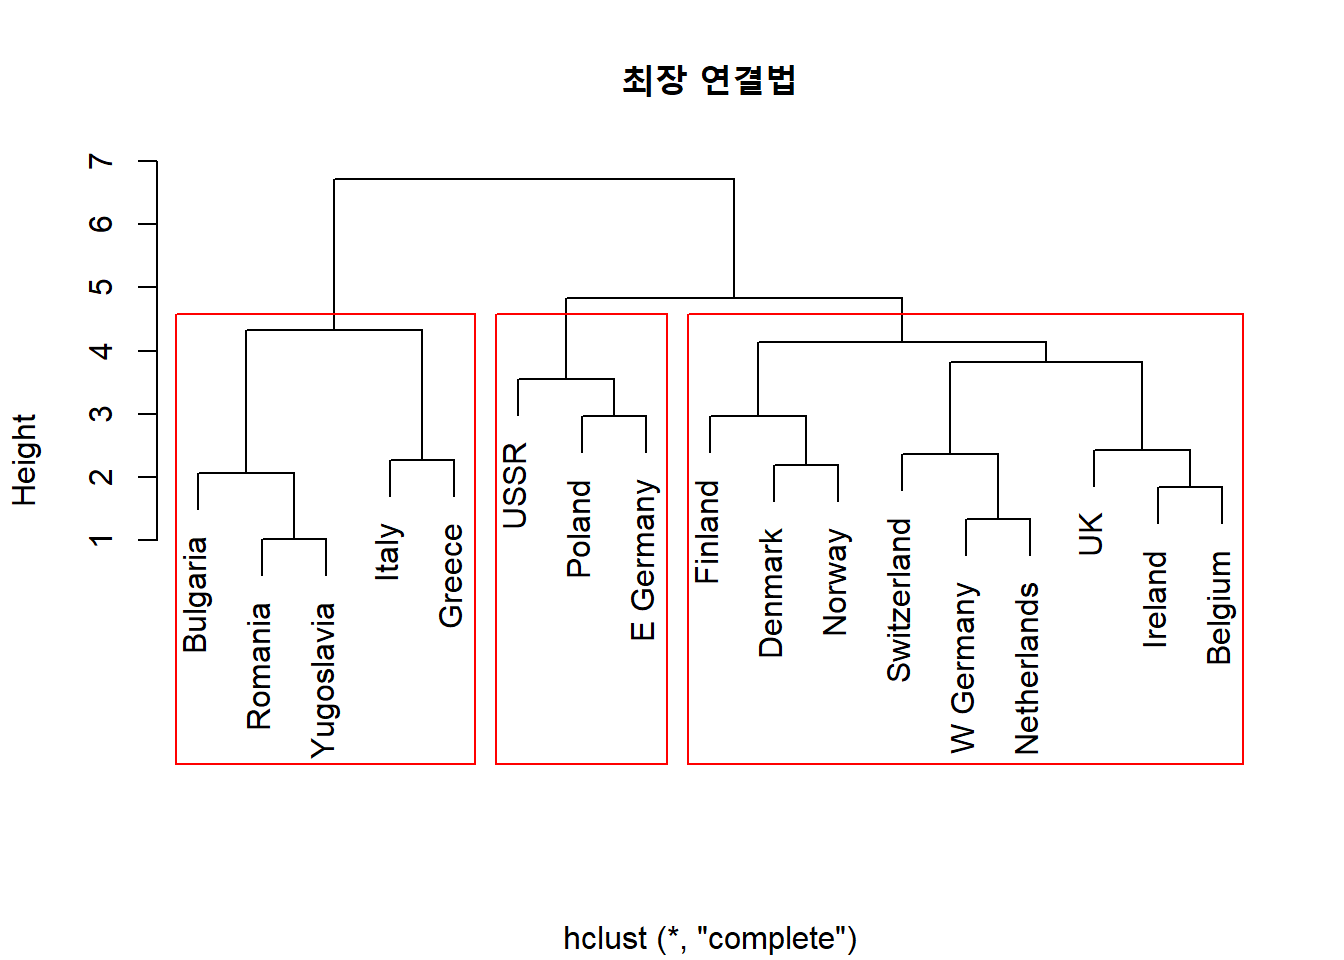 최장 연결법
7
6
5
4
3
2
1
Height
Bulgaria
Romania
Yugoslavia
Italy
Greece
USSR
Poland
E Germany
Finland
Denmark
Norway
Switzerland
W Germany
Netherlands
UK
Ireland
Belgium
hclust (*, "complete")